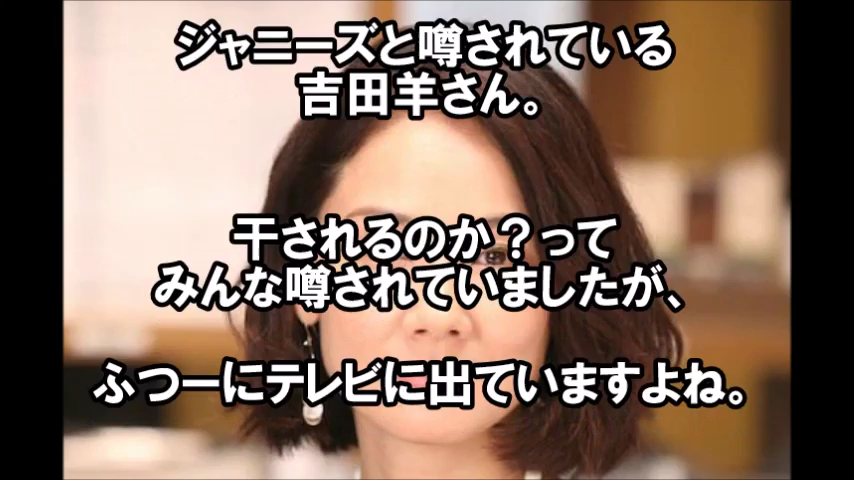 ジャニーズと噂されている
吉田羊さん。
干されるのか？って
みんな噂されていましたが、
ふつーにテレビに出ていますよね。